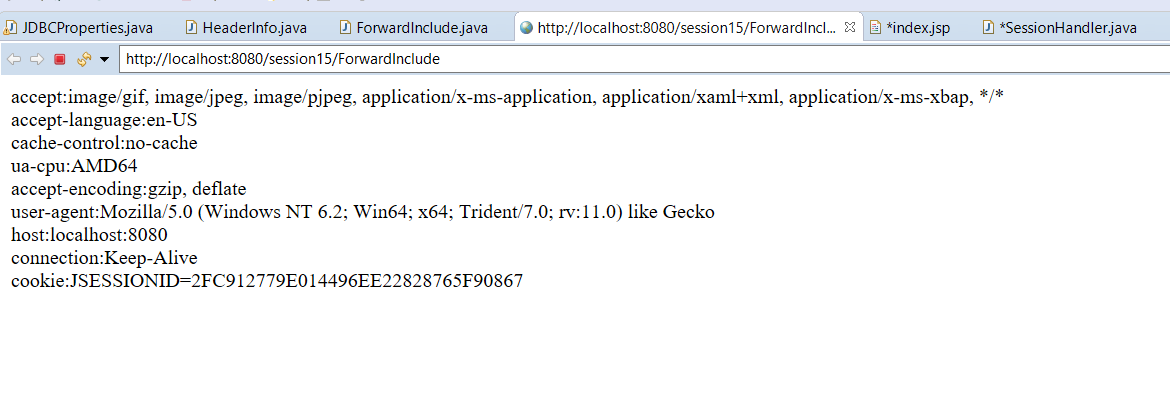 JDBCProperties.java HeaderInfo.java ForwardInclude.java http://localhost:8080/session15/ForwardIncl... *index.jsp *SessionHandler.java
http://localhost:8080/session15/ForwardInclude
accept:image/gif, image/jpeg, image/pjpeg, application/x-ms-application, application/xaml+xml, application/x-ms-xbap, */*
accept-language:en-US
cache-control:no-cache
ua-cpu:AMD64
accept-encoding:gzip, deflate
user-agent:Mozilla/5.0 (Windows NT 6.2; Win64; x64; Trident/7.0; rv:11.0) like Gecko
host:localhost:8080
connection:Keep-Alive
cookie:JSESSIONID=2FC912779E014496EE22828765F90867